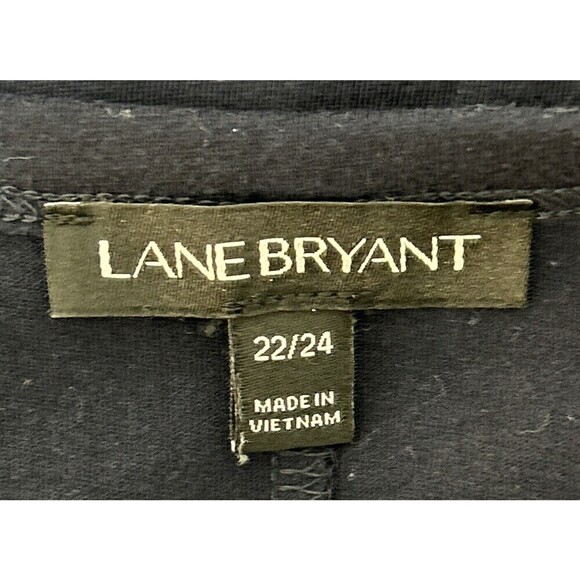 LANE BRYANT
22/24
MADE IN
VIETNAM